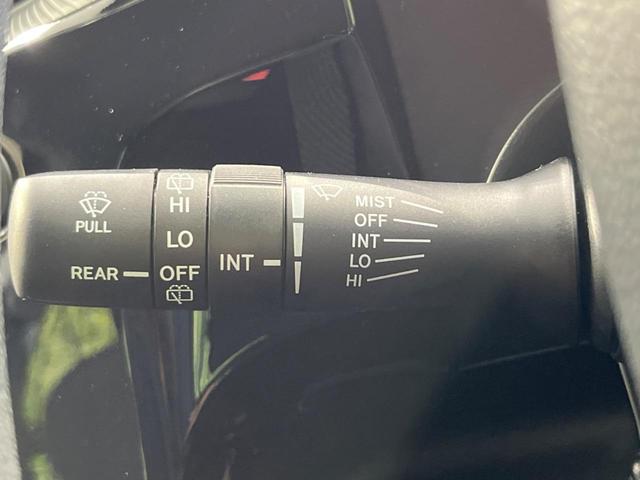 PULL
REAR
HI
LO
OFF
INT
MIST
OFF
INT
LO
HI